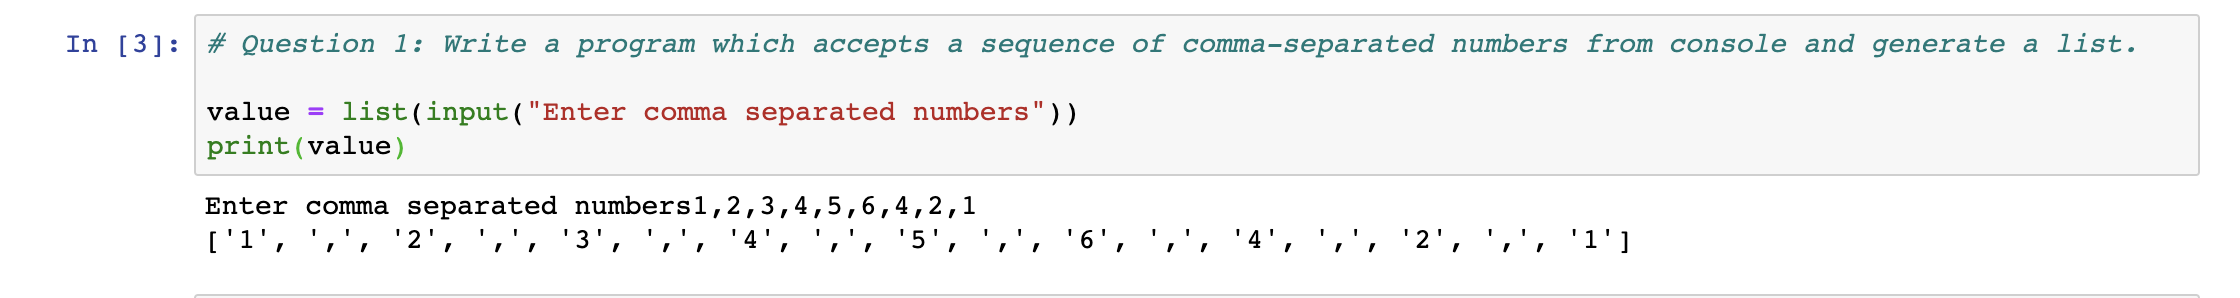 In [3]: # Question 1: Write a program which accepts a sequence of comma-separated numbers from console and generate a list.
value = list(input("Enter comma separated numbers"))
print(value)
Enter comma separated numbers1,2,3,4,5,6,4,2,1
['1', ',', '2', ',', '3', ',', '4', ',', '5', ',', '6', ',', '4', ',', '2', ',', '1']